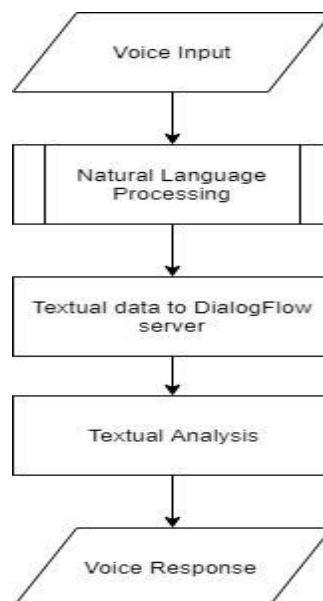 Voice Input
Natural Language
Processing
Textual data to DialogFlow
server
Textual Analysis
Voice Response